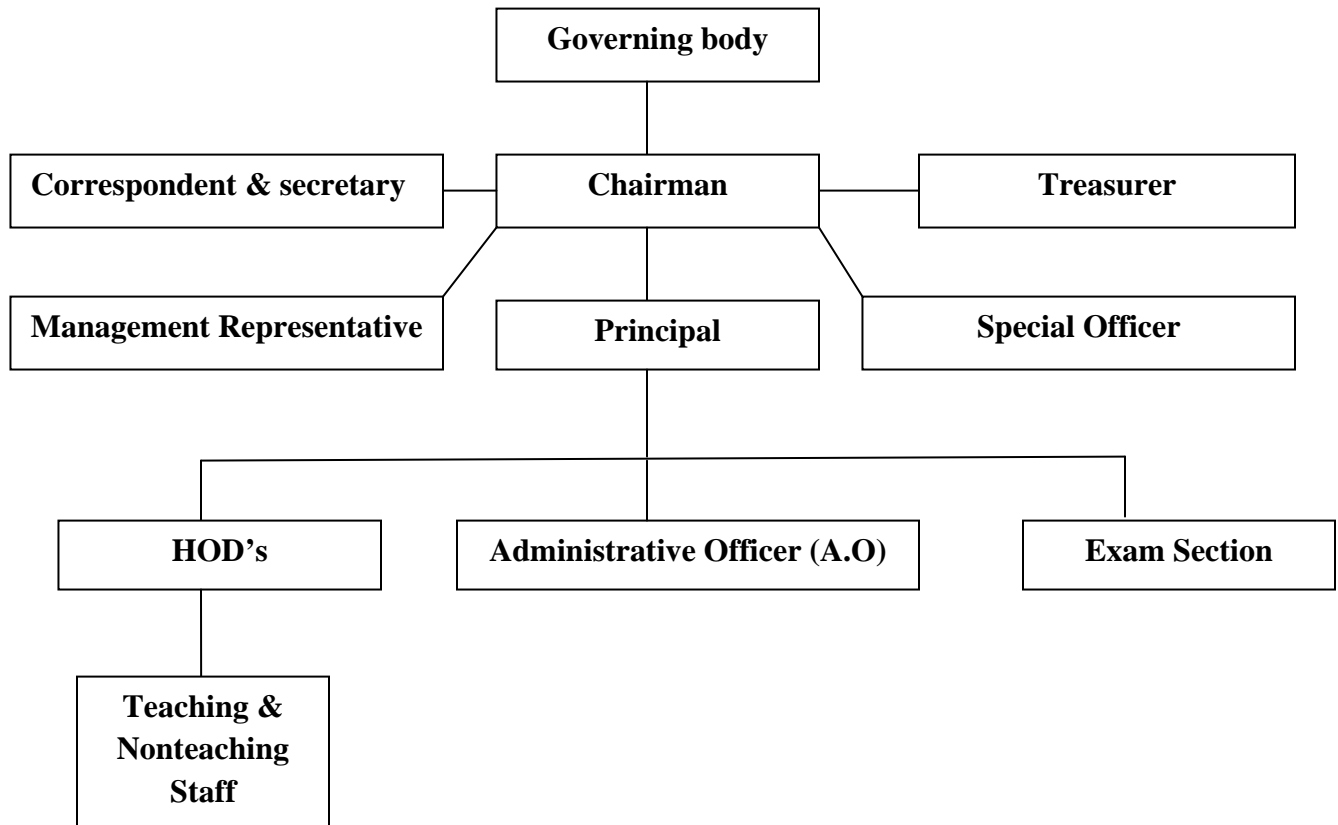 Governing body
Correspondent & secretary
Chairman
Treasurer
Management Representative
Principal
Special Officer
HOD’s
Administrative Officer (A.O)
Exam Section
Teaching &
Nonteaching
Staff